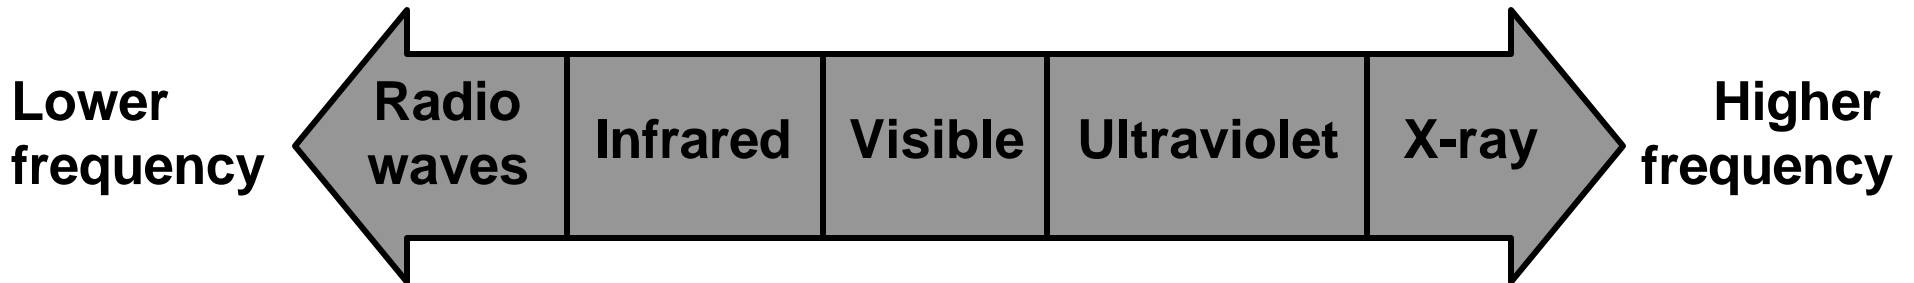 Lower
frequency
Radio
waves
Infrared
Visible
Ultraviolet
X-ray
Higher
frequency